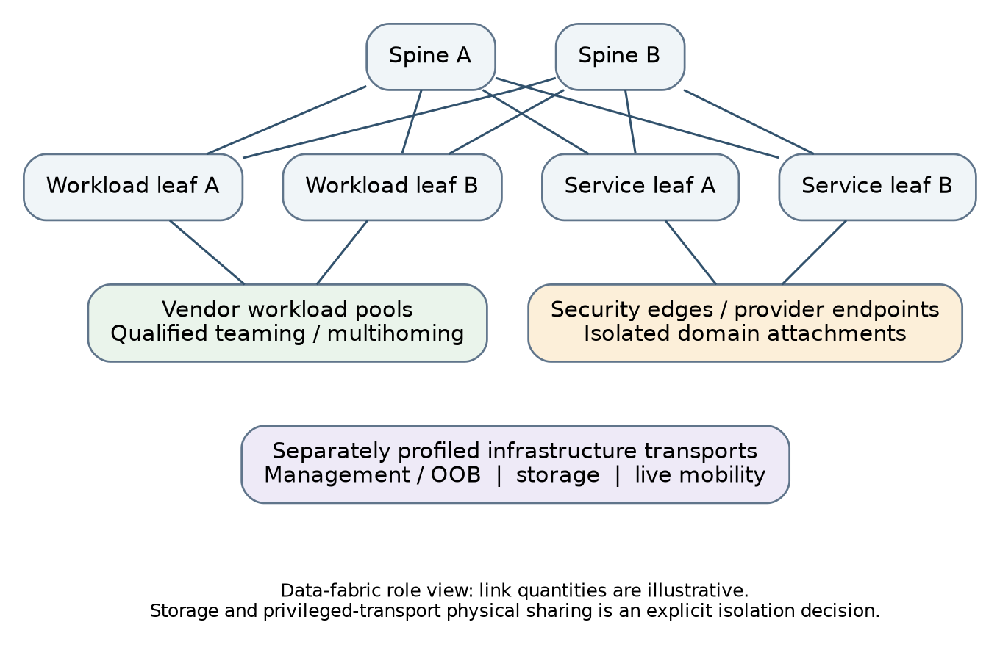 Spine A
Spine B
Workload leaf A
Workload leaf B
Service leaf A
Service leaf B
Vendor workload pools
Qualified teaming / multihoming
Security edges / provider endpoints
Isolated domain attachments
Separately profiled infrastructure transports
Management / OOB | storage | live mobility
Data-fabric role view: link quantities are illustrative.
Storage and privileged-transport physical sharing is an explicit isolation decision.